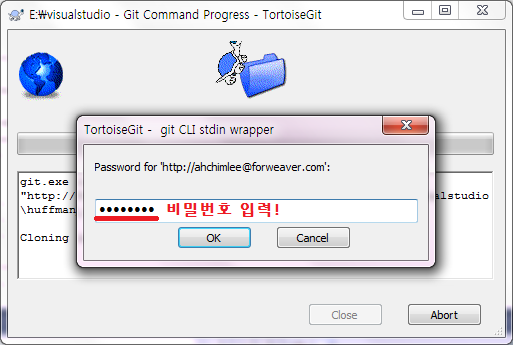 E:₩visualstudio - Git Command Progress - TortoiseGit
TortoiseGit - git CLI stdin wrapper
Password for 'http://ahchimlee@forweaver.com':
●●●●●●●● 비밀번호 입력!
OK Cancel
git.exe
"http://
\huffman
Cloning
Close Abort